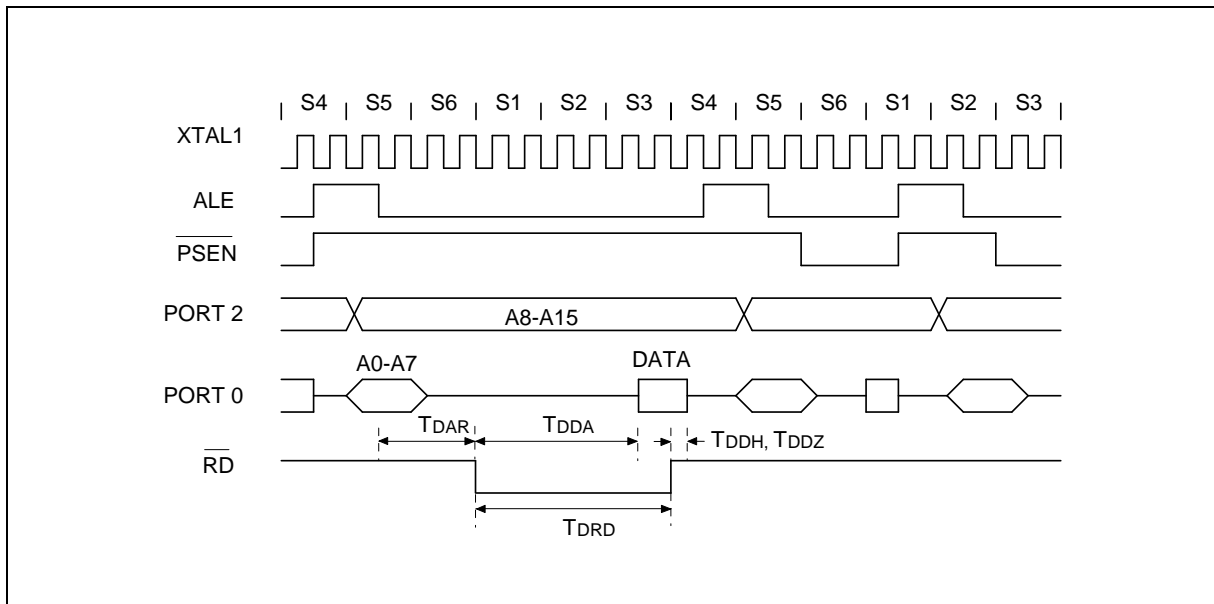 S4 S5 S6 S1 S2 S3 S4 S5 S6 S1 S2 S3
XTAL1
ALE
PSEN
PORT 2
A8-A15
A0-A7 DATA
PORT 0
TDAR TDDA TDDH, TDDZ
RD
TDRD